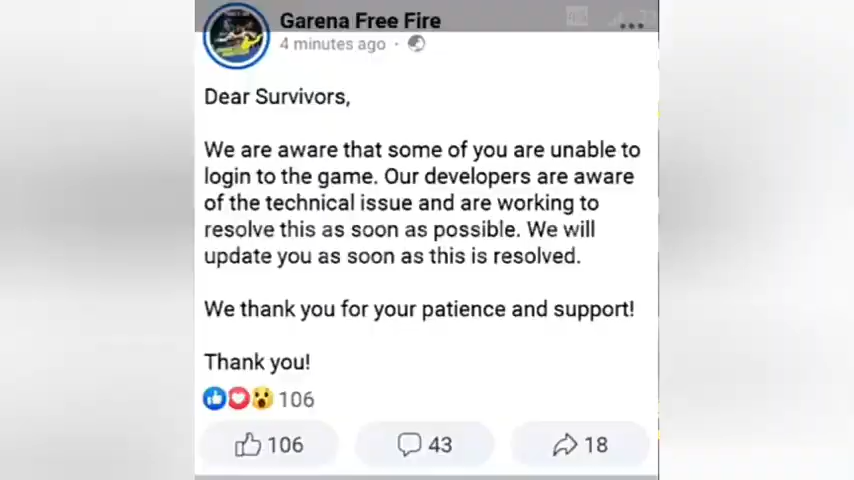 Garena Free Fire
4 minutes ago ·
Dear Survivors,
We are aware that some of you are unable to
login to the game. Our developers are aware
of the technical issue and are working to
resolve this as soon as possible. We will
update you as soon as this is resolved.
We thank you for your patience and support!
Thank you!
106
106
43
18